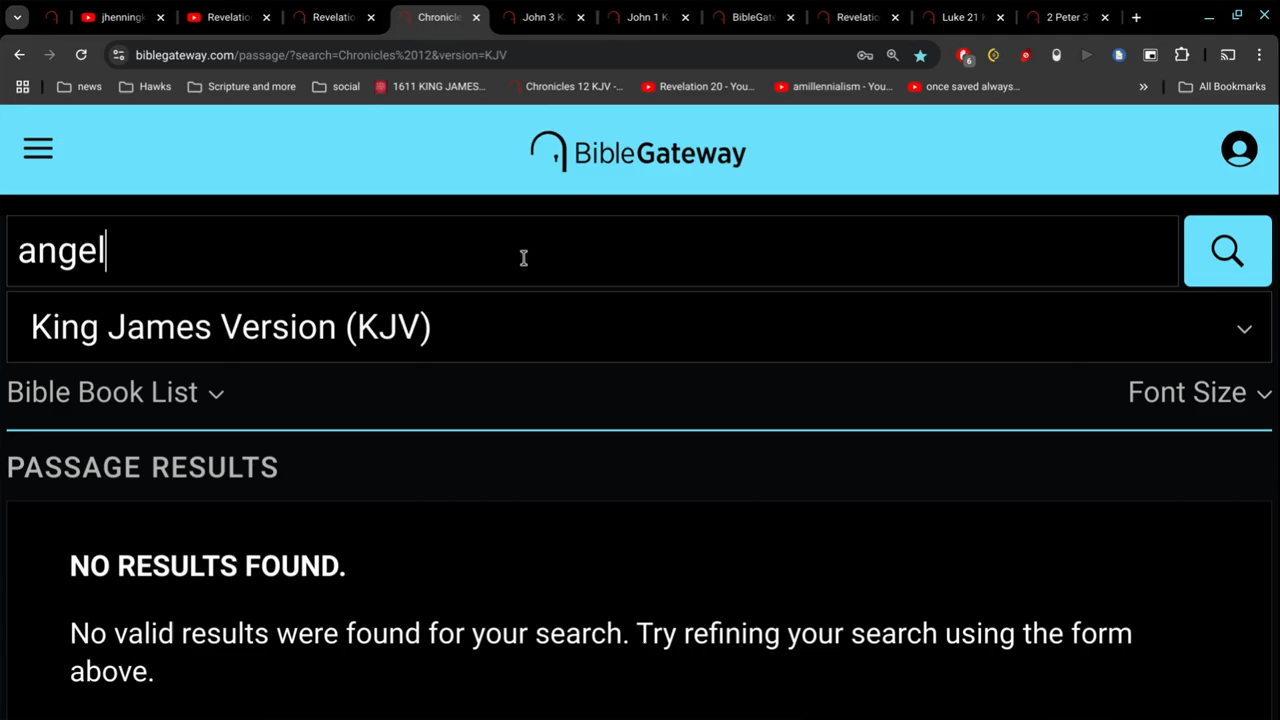 jhenningk
Revelatio
Revelatio
Chronicle
John 3 K
John 1 K
BibleGat
Revelatio
Luke 21
2 Peter 3
biblegateway.com/passage/?search=Chronicles%2012&version=KJV
6
news
Hawks
Scripture and more
social
1611 KING JAMES...
Chronicles 12 KJV -...
Revelation 20 - You...
amillennialism - You...
once saved always...
»
All Bookmarks
BibleGateway
angel
King James Version (KJV)
Bible Book List
Font Size
PASSAGE RESULTS
NO RESULTS FOUND.
No valid results were found for your search. Try refining your search using the form
above.